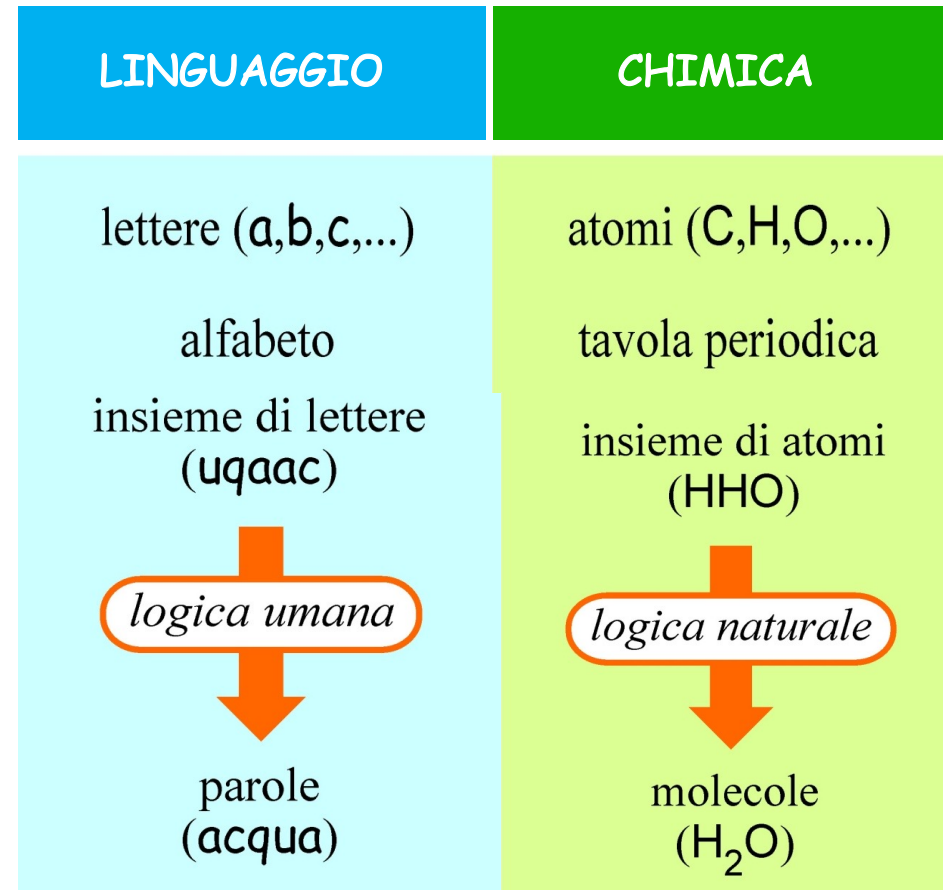 LINGUAGGIO
CHIMICA
lettere (a,b,c,...)
atomi (C,H,O,...)
alfabeto
tavola periodica
insieme di lettere
(uqaac)
insieme di atomi
(HHO)
logica umana
logica naturale
parole
(acqua)
molecole
(H₂O)